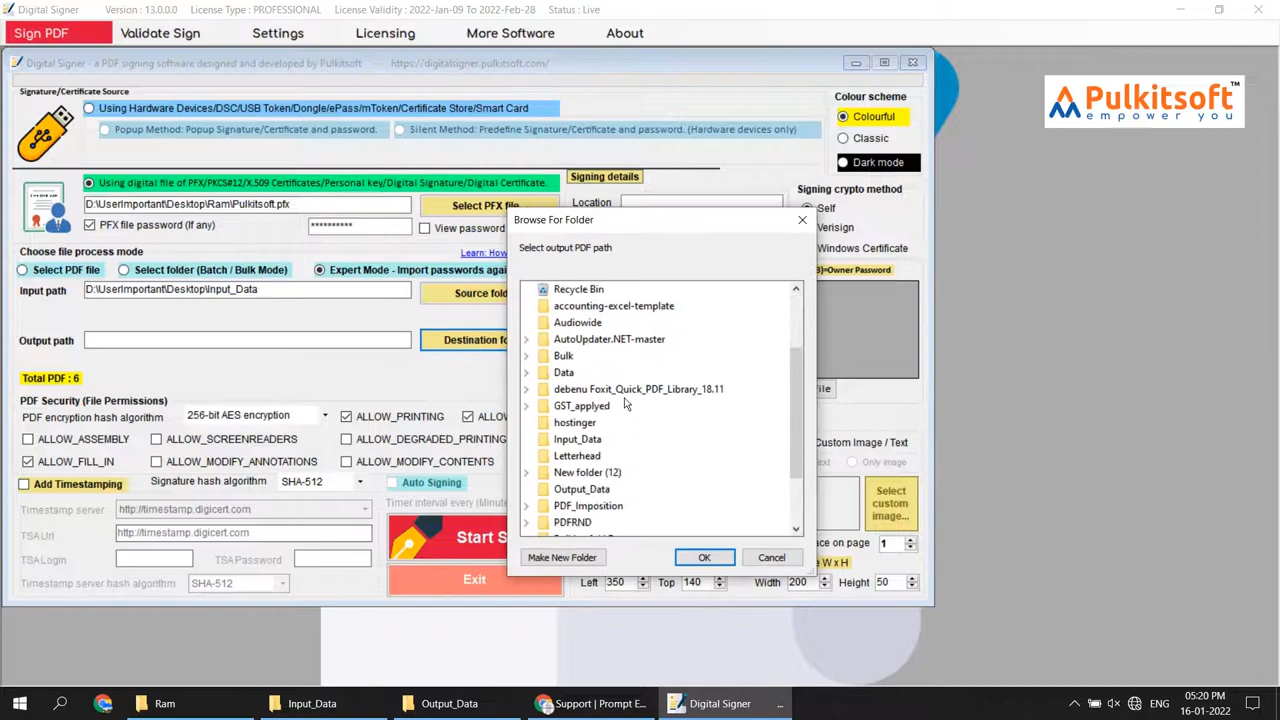 Digital Signer Version : 13.0.0.0 License Type : PROFESSIONAL License Validity : 2022-Jan-09 To 2022-Feb-28 Status : Live
Sign PDF Validate Sign Settings Licensing More Software About
Digital Signer - a PDF signing software designed and developed by Pulkitsoft --- https://digitalsigner.pulkitsoft.com/
Signature/Certificate Source
Using Hardware Devices/DSC/USB Token/Dongle/ePass/mToken/Certificate Store/Smart Card
Popup Method: Popup Signature/Certificate and password.
Silent Method: Predefine Signature/Certificate and password. (Hardware devices only)
Colour scheme
Colourful
Classic
Dark mode
Pulkitsoft
empower you
Using digital file of PFX/PKCS#12/X.509 Certificates/Personal key/Digital Signature/Digital Certificate.
D:\UserImportant\Desktop\Ram\Pulkitsoft.pfx
Select PFX file
PFX file password (If any)
**********
View password
Signing details
Location
Signing crypto method
Self
Verisign
Windows Certificate
Choose file process mode
Learn: How
Select PDF file
Select folder (Batch / Bulk Mode)
Expert Mode - Import passwords agai
)=Owner Password
Input path
D:\UserImportant\Desktop\Input_Data
Source fold
Output path
Destination fo
Total PDF : 6
Browse For Folder
Select output PDF path
Recycle Bin
accounting-excel-template
Audiowide
AutoUpdater.NET-master
Bulk
Data
debenu Foxit_Quick_PDF_Library_18.11
GST_applyed
hostinger
Input_Data
Letterhead
New folder (12)
Output_Data
PDF_Imposition
PDFRND
Make New Folder
OK
Cancel
File
PDF Security (File Permissions)
PDF encryption hash algorithm
256-bit AES encryption
ALLOW_PRINTING
ALLOW_
ALLOW_ASSEMBLY
ALLOW_SCREENREADERS
ALLOW_DEGRADED_PRINTING
ALLOW_FILL_IN
ALLOW_MODIFY_ANNOTATIONS
ALLOW_MODIFY_CONTENTS
Custom Image / Text
Text
Only image
Add Timestamping
Signature hash algorithm
SHA-512
Auto Signing
Timestamp server
http://timestamp.digicert.com
Timer interval every (Minute
TSA Url
http://timestamp.digicert.com
TSA Login
TSA Password
Timestamp server hash algorithm
SHA-512
Start S
Exit
Select
custom
image...
ace on page
1
e W x H
Left 350 Top 140 Width 200 Height 50
Ram
Input_Data
Output_Data
Support | Prompt E...
Digital Signer
...
ENG
05:20 PM
16-01-2022